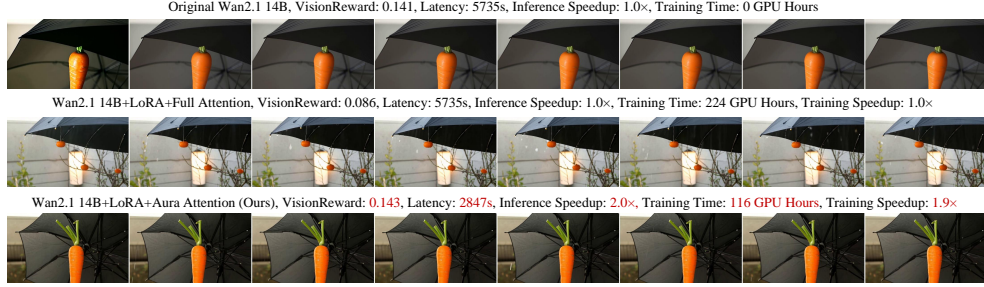 Original Wan2.1 14B, VisionReward: 0.141, Latency: 5735s, Inference Speedup: 1.0×, Training Time: 0 GPU Hours
Wan2.1 14B+LoRA+Full Attention, VisionReward: 0.086, Latency: 5735s, Inference Speedup: 1.0×, Training Time: 224 GPU Hours, Training Speedup: 1.0×
Wan2.1 14B+LoRA+Aura Attention (Ours), VisionReward: 0.143, Latency: 2847s, Inference Speedup: 2.0×, Training Time: 116 GPU Hours, Training Speedup: 1.9×